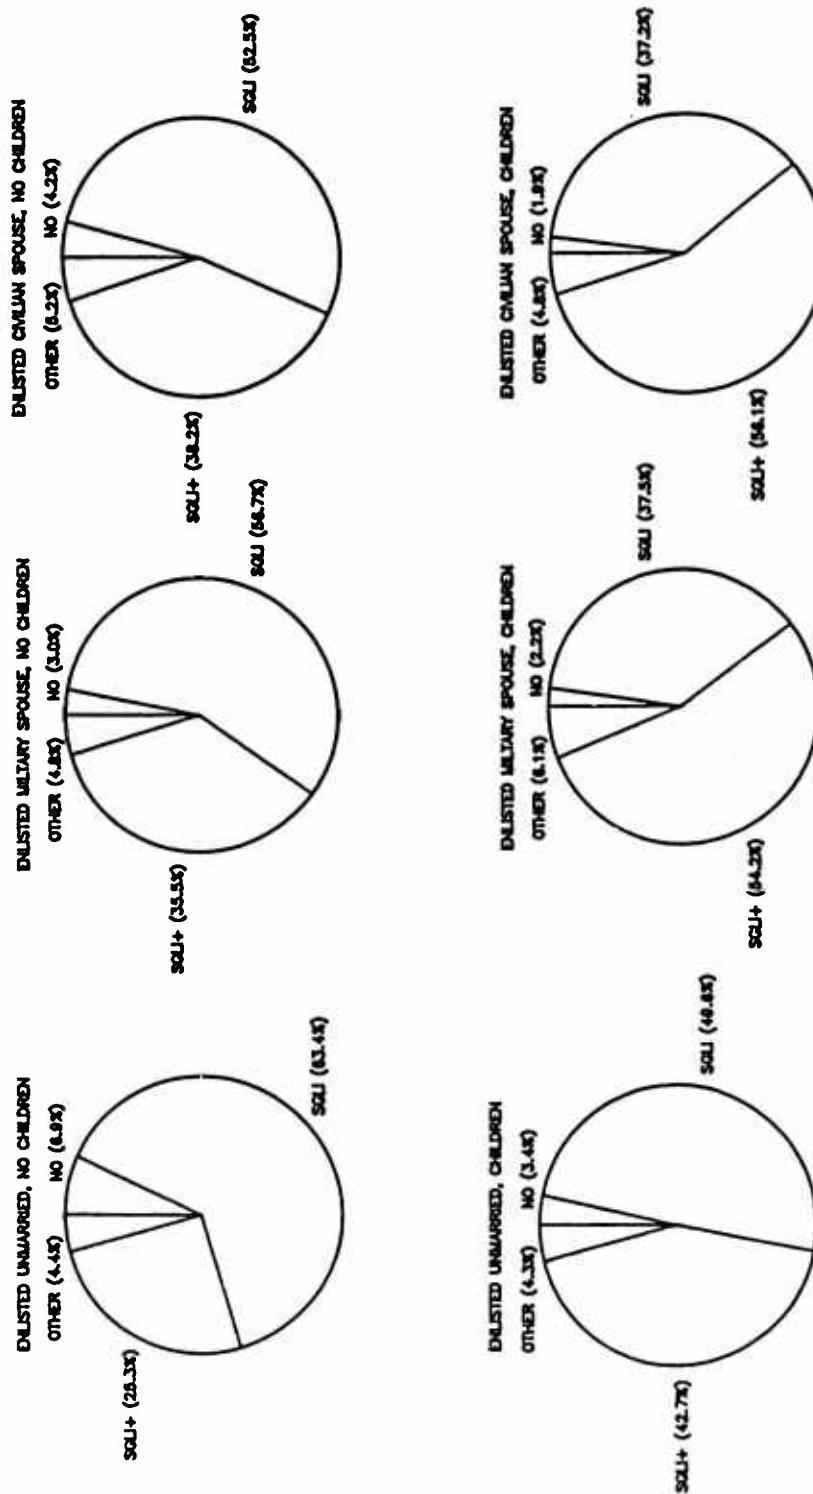 ENLISTED UNMARRIED, NO CHILDREN
OTHER (4.4%)
NO (6.9%)
SGLI+ (25.3%)
SGLI (63.4%)
ENLISTED MILTARY SPOUSE, NO CHILDREN
OTHER (4.8%)
NO (3.0%)
SGLI+ (35.5%)
SGLI (56.7%)
ENLISTED CIVILIAN SPOUSE, NO CHILDREN
OTHER (5.2%)
NO (4.2%)
SGLI+ (38.2%)
SGLI (52.5%)
ENLISTED UNMARRIED, CHILDREN
OTHER (4.3%)
NO (3.4%)
SGLI+ (42.7%)
SGLI (49.6%)
ENLISTED MILTARY SPOUSE, CHILDREN
OTHER (6.1%)
NO (2.2%)
SGLI+ (54.2%)
SGLI (37.5%)
ENLISTED CIVILIAN SPOUSE, CHILDREN
OTHER (4.8%)
NO (1.9%)
SGLI+ (56.1%)
SGLI (37.2%)